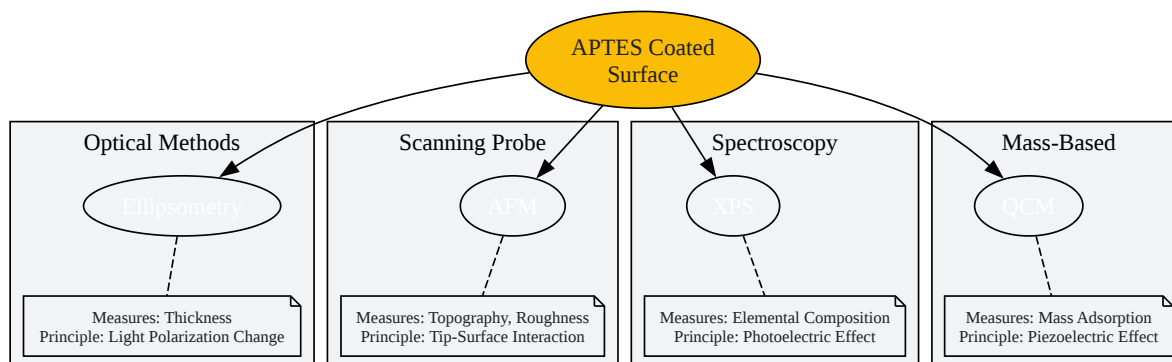 APTES Coated
Surface
Optical Methods
Scanning Probe
Spectroscopy
Mass-Based
Ellipsometry
AFM
XPS
QCM
Measures: Thickness
Principle: Light Polarization Change
Measures: Topography, Roughness
Principle: Tip-Surface Interaction
Measures: Elemental Composition
Principle: Photoelectric Effect
Measures: Mass Adsorption
Principle: Piezoelectric Effect